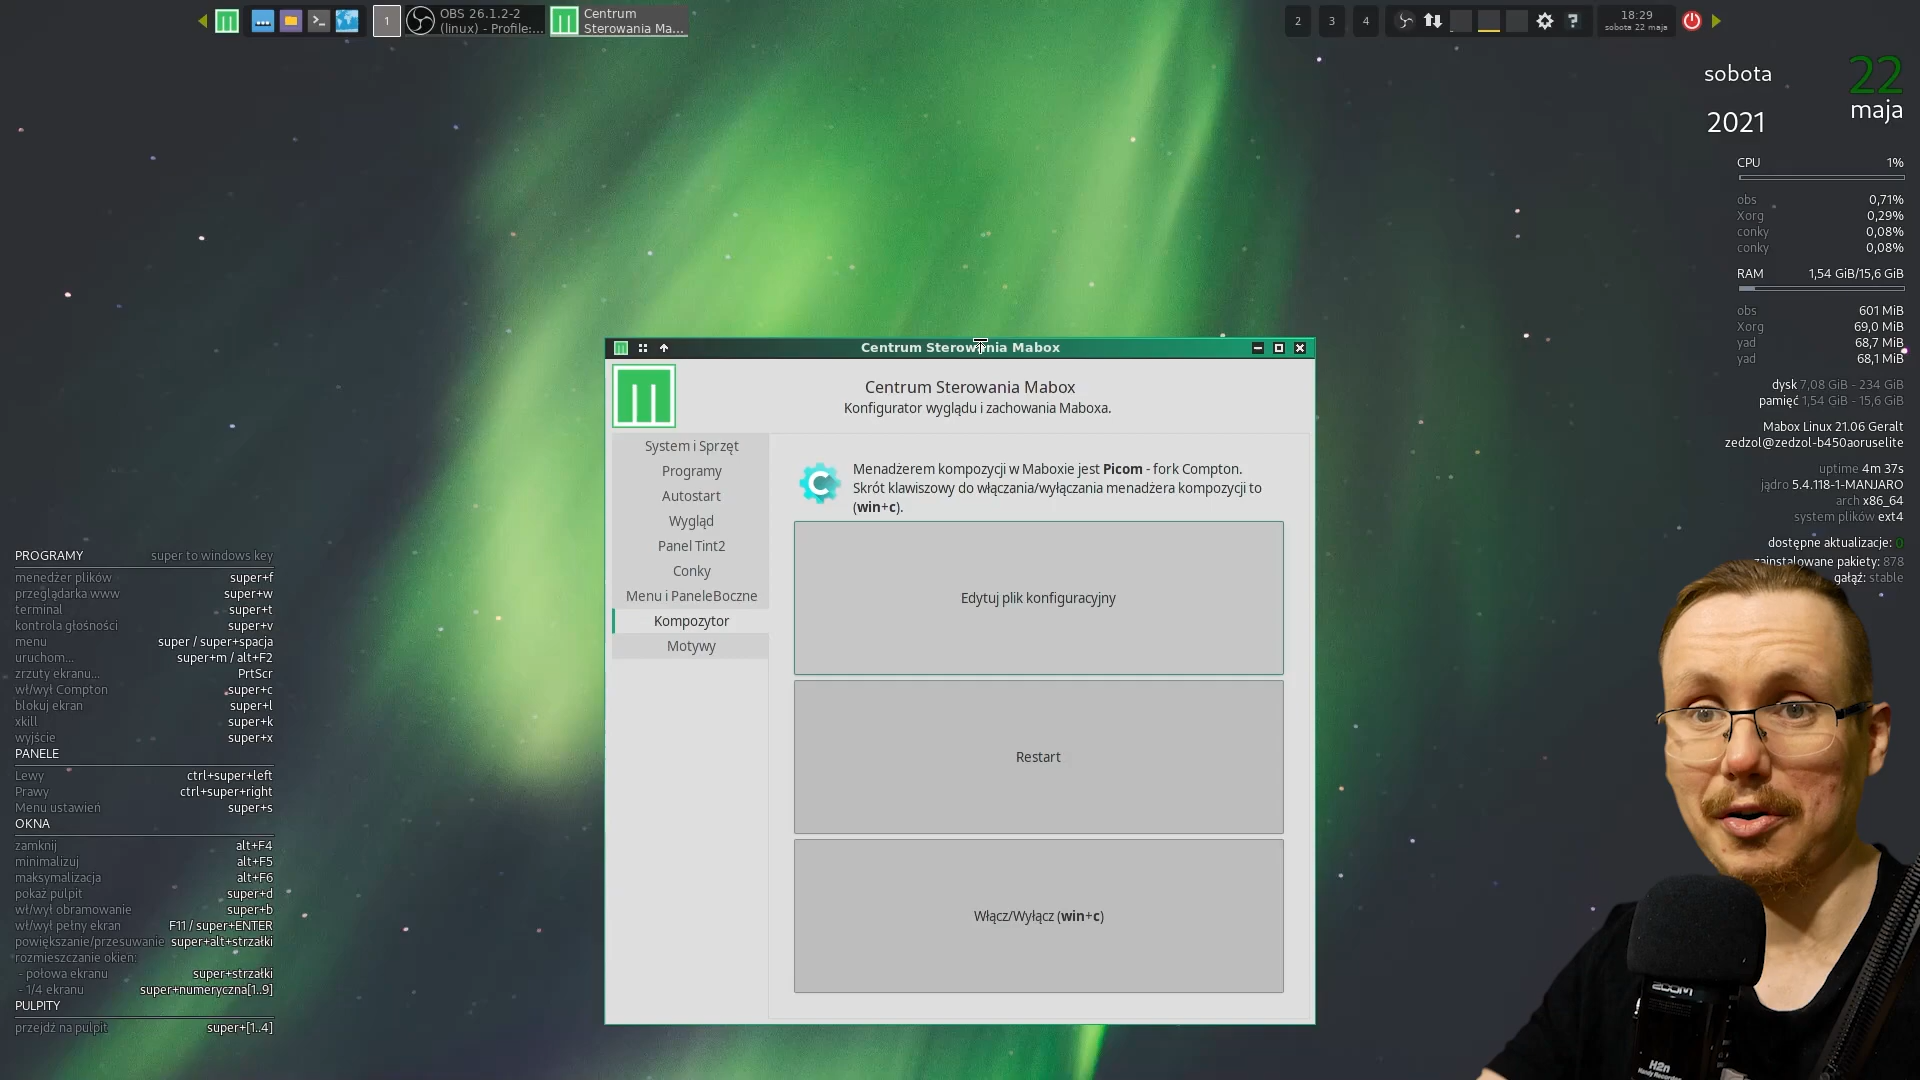 1
OBS 26.1.2-2
(linux) - Profile:...
Centrum
Sterowania Ma...
2
3
4
18:29
sobota 22 maja
sobota
22
maja
2021
CPU 1%
obs 0,71%
Xorg 0,29%
conky 0,08%
conky 0,08%
RAM 1,54 GiB/15,6 GiB
obs 601 MiB
Xorg 69,0 MiB
yad 68,7 MiB
yad 68,1 MiB
dysk 7,08 GiB - 234 GiB
pamięć 1,54 GiB - 15,6 GiB
Mabox Linux 21.06 Geralt
zedzol@zedzol-b450aoruselite
uptime 4m 37s
jądro 5.4.118-1-MANJARO
arch x86_64
system plików ext4
dostępne aktualizacje: 0
zainstalowane pakiety: 878
gałąź: stable
Centrum Sterowania Mabox
Centrum Sterowania Mabox
Konfigurator wyglądu i zachowania Maboxa.
System i Sprzęt
Programy
Autostart
Wygląd
Panel Tint2
Conky
Menu i PaneleBoczne
Kompozytor
Motywy
Menadżerem kompozycji w Maboxie jest Picom - fork Compton.
Skrót klawiszowy do włączania/wyłączania menadżera kompozycji to
(win+c).
Edytuj plik konfiguracyjny
Restart
Włącz/Wyłącz (win+c)
PROGRAMY super to windows key
menedżer plików super+f
przeglądarka www super+w
terminal super+t
kontrola głośności super+v
menu super / super+spacja
uruchom... super+m / alt+F2
zrzuty ekranu... PrtScr
wł/wył Compton super+c
blokuj ekran super+l
xkill super+k
wyjście super+x
PANELE
Lewy ctrl+super+left
Prawy ctrl+super+right
Menu ustawień super+s
OKNA
zamknij alt+F4
minimalizuj alt+F5
maksymalizacja alt+F6
pokaż pulpit super+d
wł/wył obramowanie super+b
wł/wył pełny ekran F11 / super+ENTER
powiększanie/przesuwanie super+alt+strzałki
rozmieszczanie okien:
- połowa ekranu super+strzałki
- 1/4 ekranu super+numeryczna[1..9]
PULPITY
przejdź na pulpit super+[1..4]
ZOOM
H2n
Handy Recorder